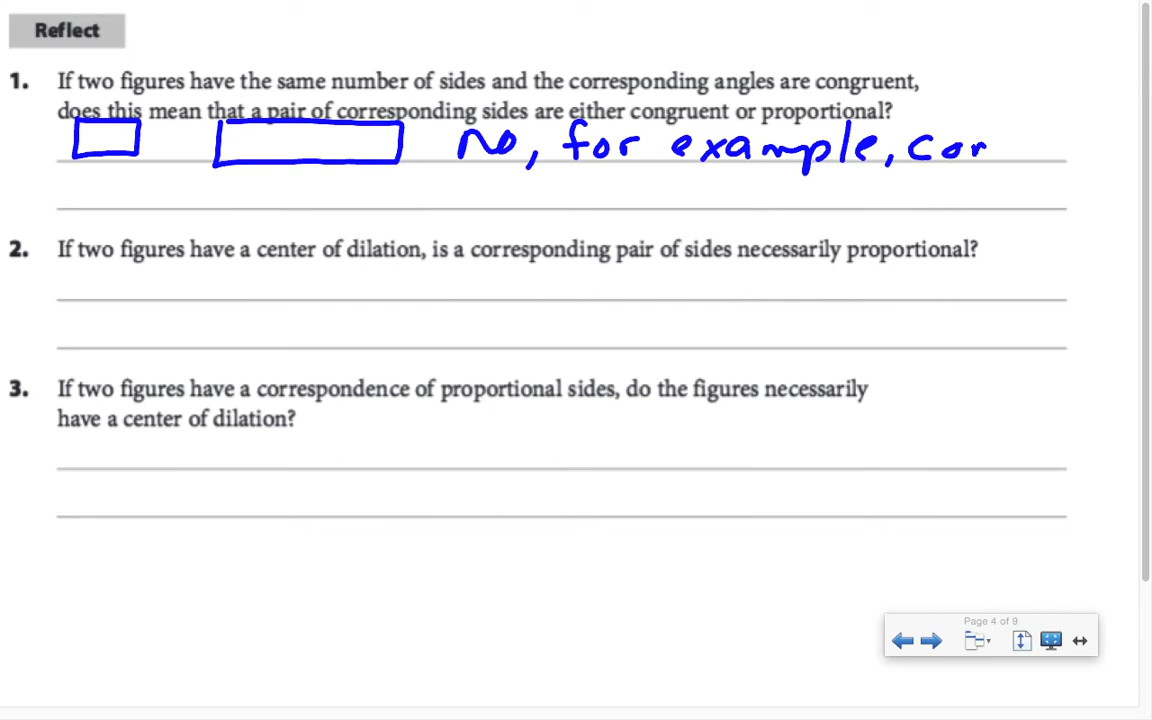 Reflect
1. If two figures have the same number of sides and the corresponding angles are congruent,
does this mean that a pair of corresponding sides are either congruent or proportional?
No, for example, cor
2. If two figures have a center of dilation, is a corresponding pair of sides necessarily proportional?
3. If two figures have a correspondence of proportional sides, do the figures necessarily
have a center of dilation?
Page 4 of 9